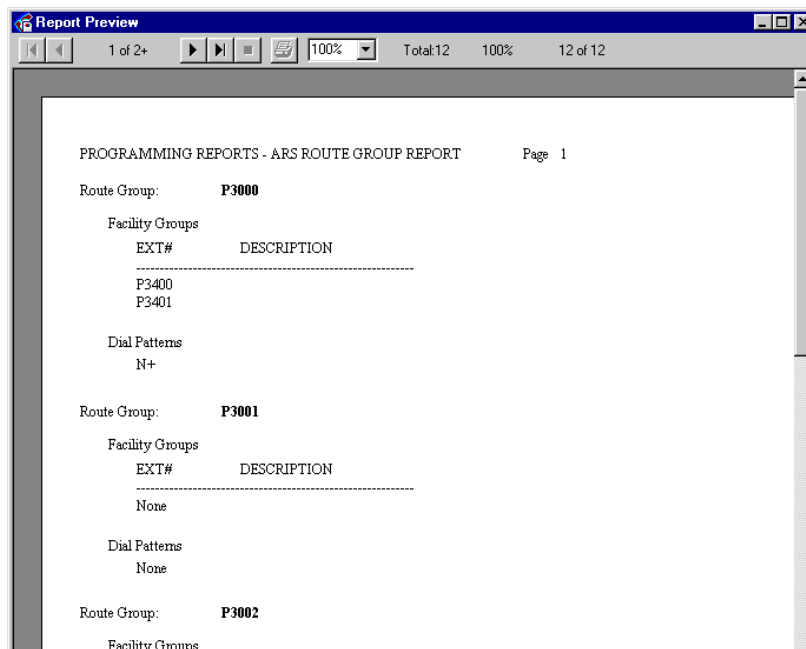 Report Preview
1 of 2+ 100% Total:12 100% 12 of 12
PROGRAMMING REPORTS - ARS ROUTE GROUP REPORT Page 1
Route Group: P3000
Facility Groups
EXT# DESCRIPTION
-----------------------------------------------------------
P3400
P3401
Dial Patterns
N+
Route Group: P3001
Facility Groups
EXT# DESCRIPTION
-----------------------------------------------------------
None
Dial Patterns
None
Route Group: P3002
Facility Groups